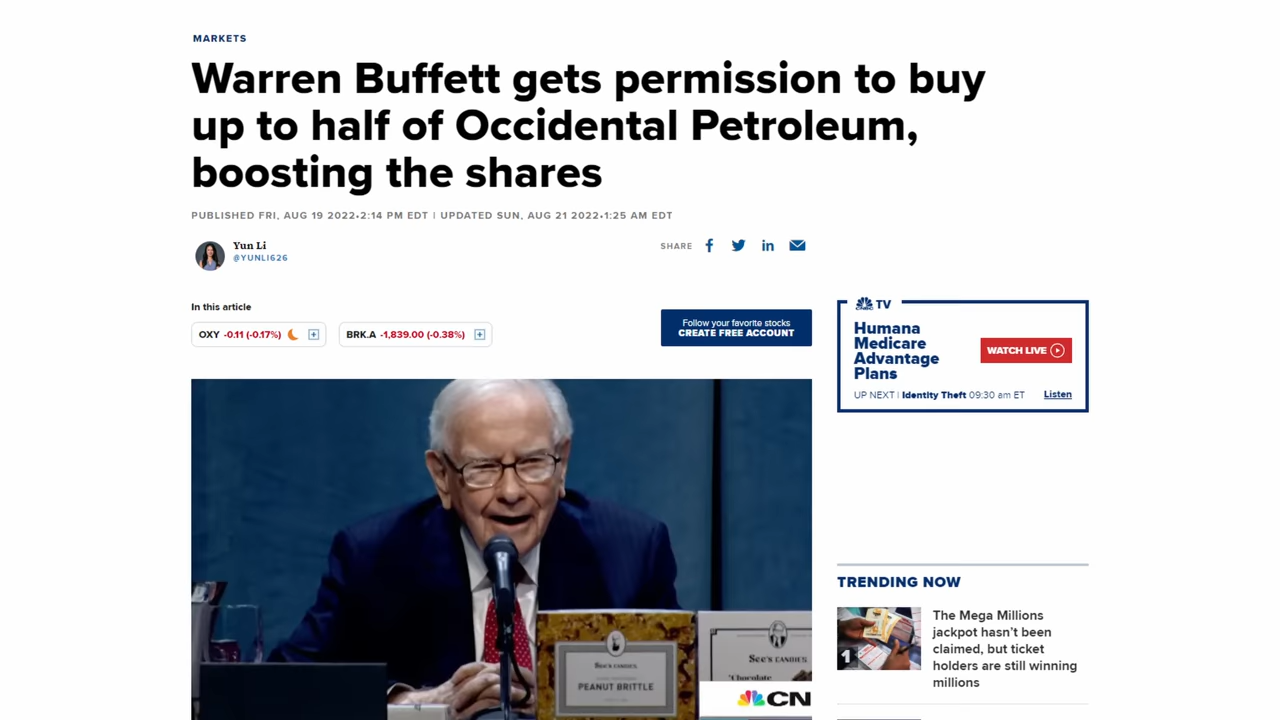 MARKETS
Warren Buffett gets permission to buy
up to half of Occidental Petroleum,
boosting the shares
PUBLISHED FRI, AUG 19 2022•2:14 PM EDT | UPDATED SUN, AUG 21 2022•1:25 AM EDT
Yun Li
@YUNLI626
SHARE
In this article
OXY -0.11 (-0.17%)
BRK.A -1,839.00 (-0.38%)
Follow your favorite stocks
CREATE FREE ACCOUNT
TV
Humana
Medicare
Advantage
Plans
WATCH LIVE
UP NEXT | Identity Theft 09:30 am ET
Listen
SEE'S CANDIES
PEANUT BRITTLE
SEE'S CANDIES
"Chocolate
CN
TRENDING NOW
1
The Mega Millions
jackpot hasn't been
claimed, but ticket
holders are still winning
millions